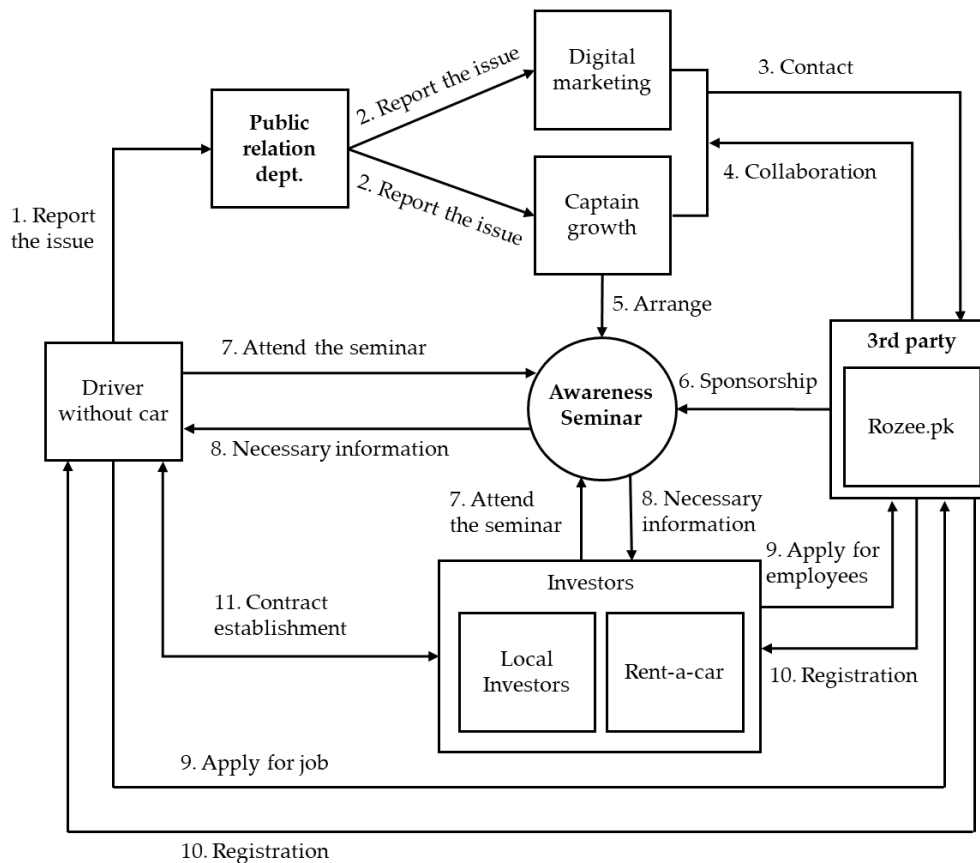 Digital
marketing
3. Contact
2. Report the issue
Public
relation
dept.
4. Collaboration
2. Report the issue
Captain
growth
1. Report
the issue
5. Arrange
3rd party
7. Attend the seminar
Driver
without car
Awareness
Seminar
6. Sponsorship
Rozee.pk
8. Necessary information
7. Attend
the seminar
8. Necessary
information
9. Apply for
employees
Investors
11. Contract
establishment
Local
Investors
Rent-a-car
10. Registration
9. Apply for job
10. Registration